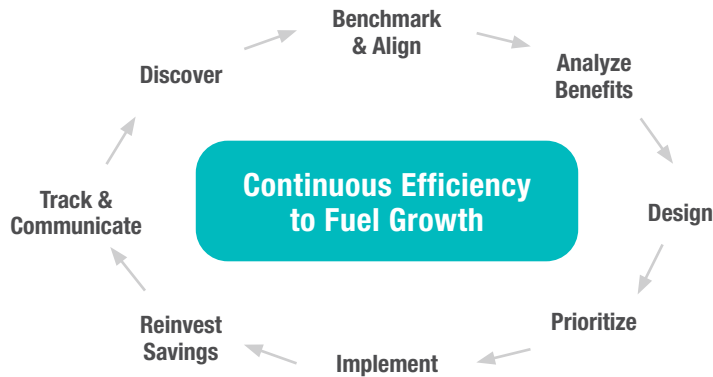 Benchmark
& Align
Analyze
Benefits
Design
Prioritize
Implement
Reinvest
Savings
Track &
Communicate
Discover
Continuous Efficiency
to Fuel Growth